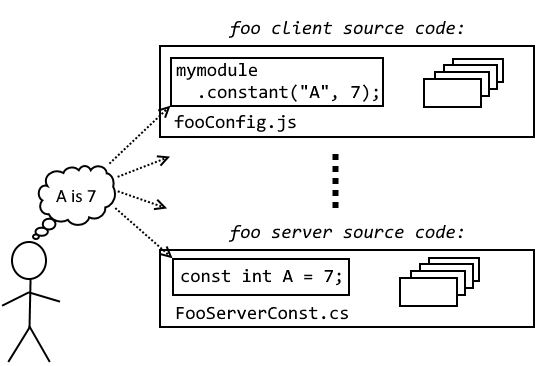 foo client source code:
mymodule
.constant("A", 7);
fooConfig.js
A is 7
foo server source code:
const int A = 7;
FooServerConst.cs